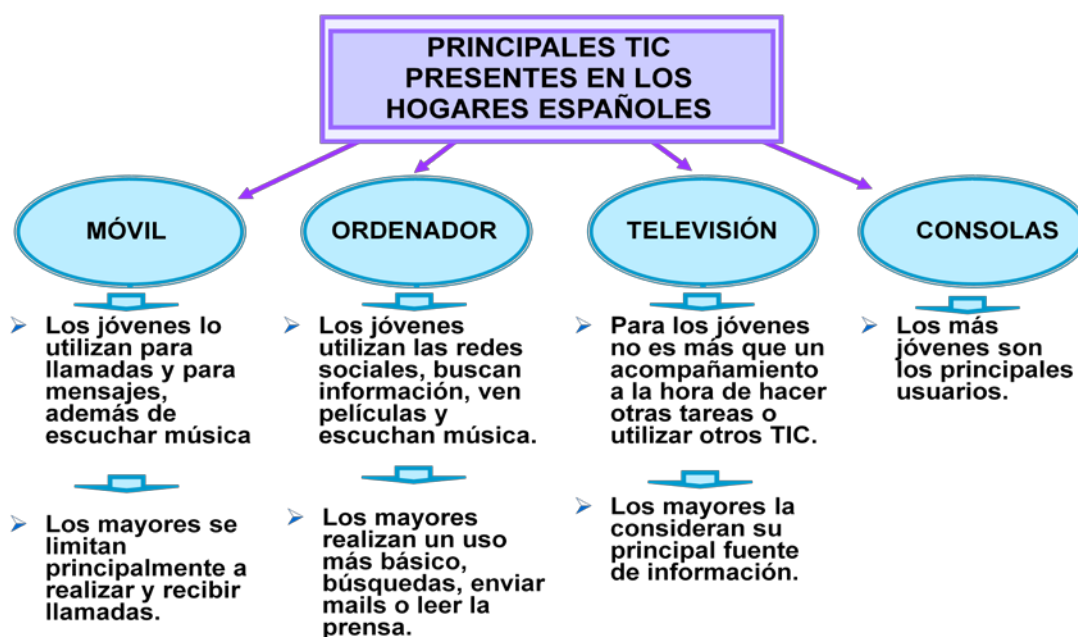 PRINCIPALES TIC
PRESENTES EN LOS
HOGARES ESPAÑOLES
MÓVIL
ORDENADOR
TELEVISIÓN
CONSOLAS
Los jóvenes lo
utilizan para
llamadas y para
mensajes,
además de
escuchar música
Los mayores se
limitan
principalmente a
realizar y recibir
llamadas.
Los jóvenes
utilizan las redes
sociales, buscan
información, ven
películas y
escuchan música.
Los mayores
realizan un uso
más básico,
búsquedas, enviar
mails o leer la
prensa.
Para los jóvenes
no es más que un
acompañamiento
a la hora de hacer
otras tareas o
utilizar otros TIC.
Los mayores la
consideran su
principal fuente
de información.
Los más
jóvenes son
los principales
usuarios.